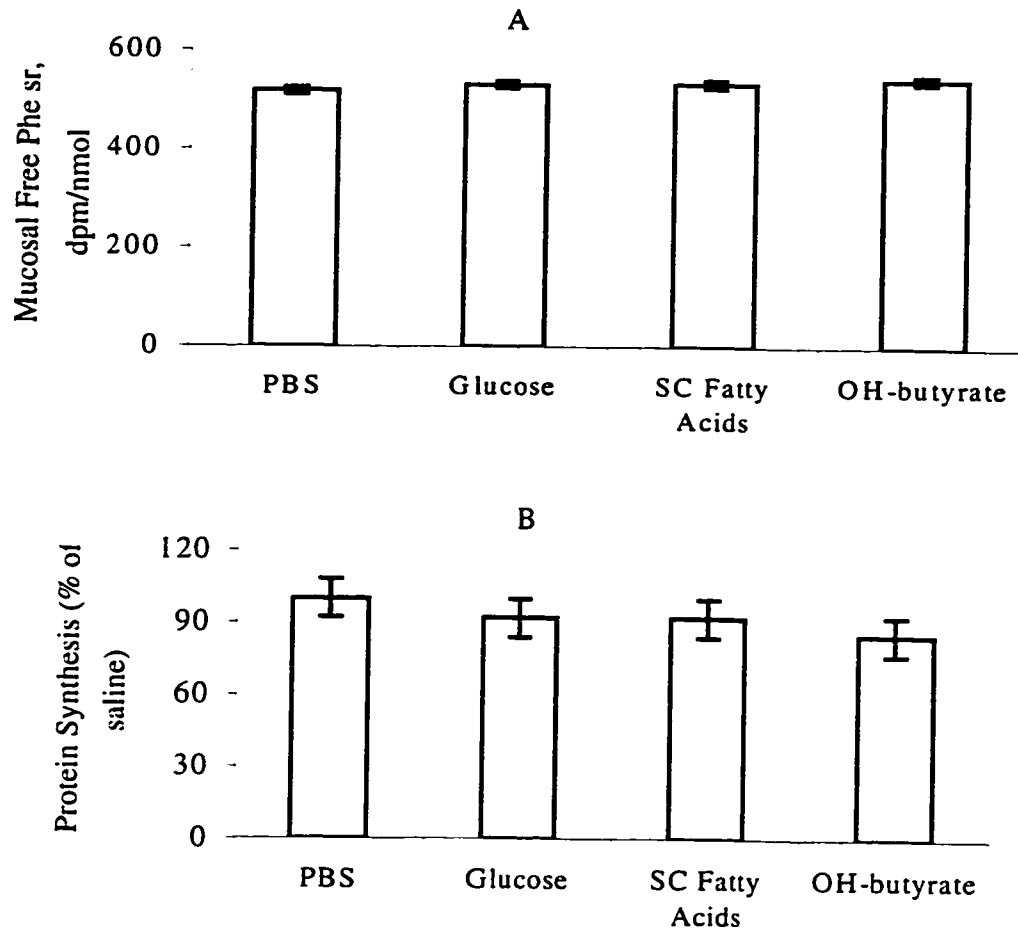 A
Mucosal Free Phe sr,
dpm/nmol
600
400
200
0
PBS
Glucose
SC Fatty
Acids
OH-butyrate
B
Protein Synthesis (% of
saline)
120
90
60
30
0
PBS
Glucose
SC Fatty
Acids
OH-butyrate